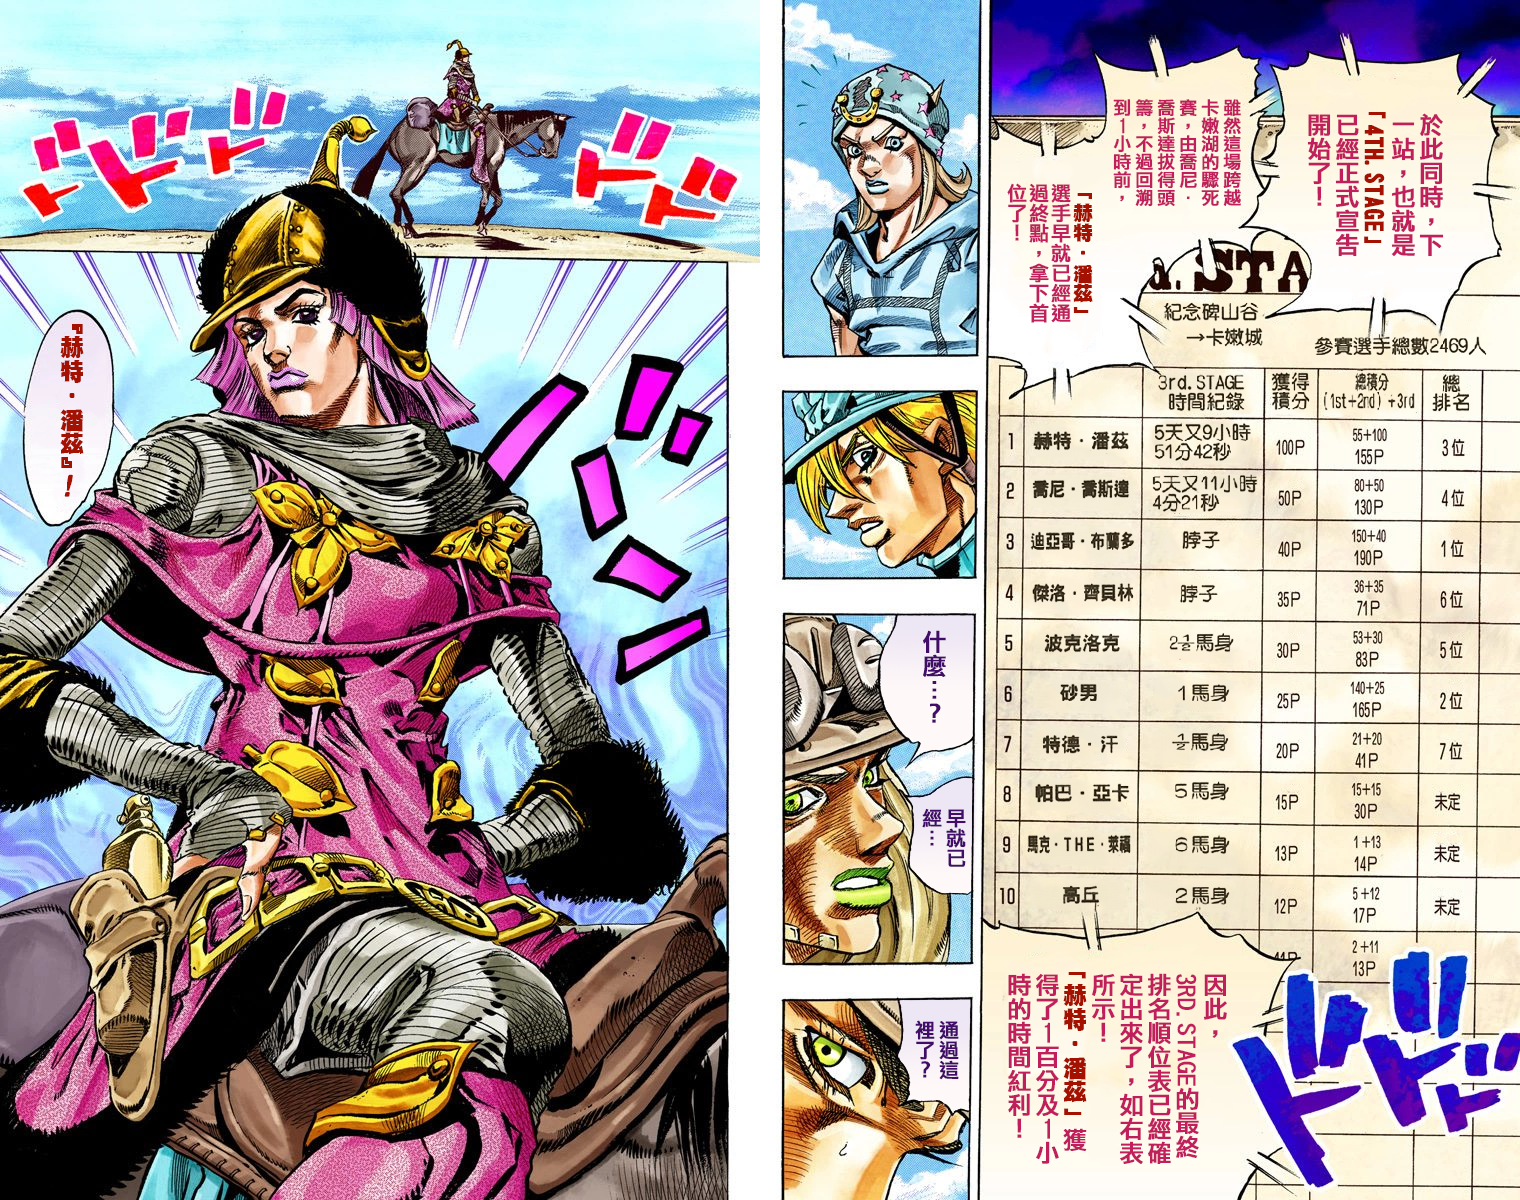 於此同時，下
一站，也就是
「4TH. STAGE」
已經正式宣告
開始了！
雖然這場跨越
卡嫩湖的驟死
賽，由喬尼．
喬斯達拔得頭
籌，不過回溯
到1小時前，
「赫特．潘茲」
選手早就已經通
過終點，拿下首
位了！
d. STA
紀念碑山谷
→卡嫩城
參賽選手總數2469人
3rd. STAGE 時間紀錄 獲得積分 總積分 (1st+2nd)+3rd 總排名
1 赫特．潘茲 5天又9小時51分42秒 100P 55+100 155P 3位
2 喬尼．喬斯達 5天又11小時4分21秒 50P 80+50 130P 4位
3 迪亞哥．布蘭多 脖子 40P 150+40 190P 1位
4 傑洛．齊貝林 脖子 35P 36+35 71P 6位
5 波克洛克 2½馬身 30P 53+30 83P 5位
6 砂男 1馬身 25P 140+25 165P 2位
7 特德．汗 ½馬身 20P 21+20 41P 7位
8 帕巴．亞卡 5馬身 15P 15+15 30P 未定
9 馬克．THE．萊福 6馬身 13P 1+13 14P 未定
10 高丘 2馬身 12P 5+12 17P 未定
11P 2+11 13P
因此，
3RD. STAGE的最終
排名順位表已經確
定出來了，如右表
所示！
「赫特．潘茲」獲
得了1百分及1小
時的時間紅利！
ドドド
什麼…？
早就已
經…
通過這
裡了？
ドドド
ドド
『赫特．潘茲』！